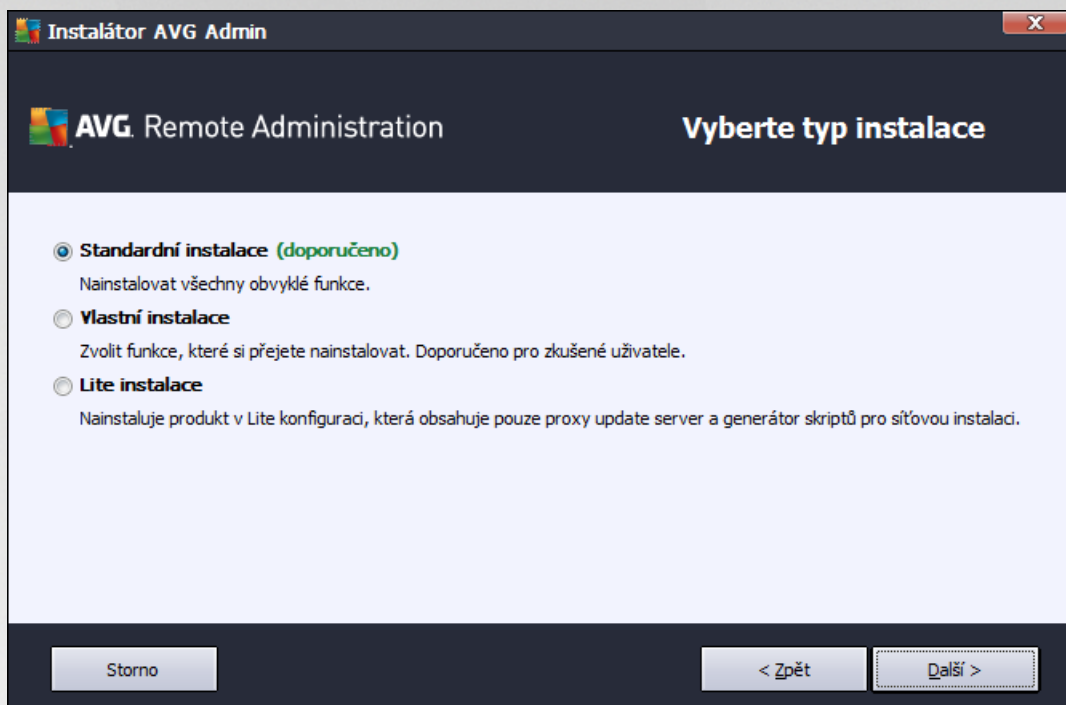 Instalátor AVG Admin
X
AVG. Remote Administration
Vyberte typ instalace
Standardní instalace (doporučeno)
Nainstalovat všechny obvyklé funkce.
Vlastní instalace
Zvolit funkce, které si přejete nainstalovat. Doporučeno pro zkušené uživatele.
Lite instalace
Nainstaluje produkt v Lite konfiguraci, která obsahuje pouze proxy update server a generátor skriptů pro síťovou instalaci.
Storno
< Zpět
Další >